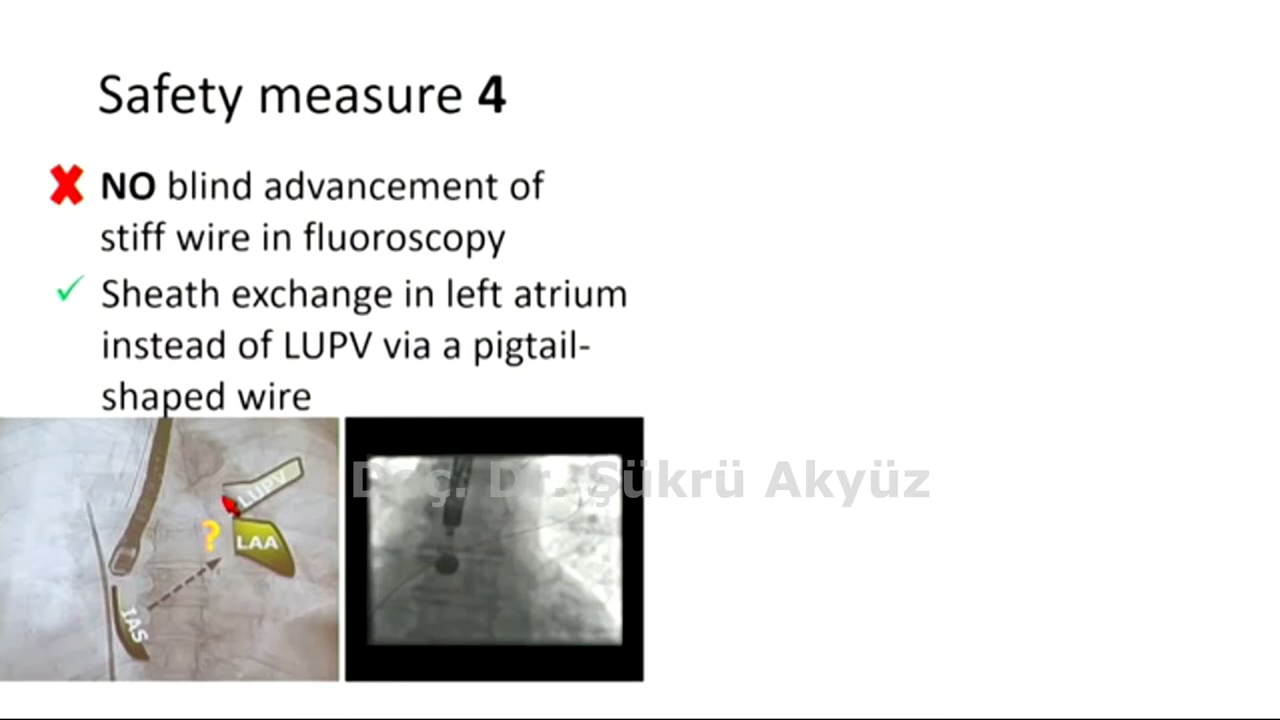 Safety measure 4
NO blind advancement of
stiff wire in fluoroscopy
Sheath exchange in left atrium
instead of LUPV via a pigtail-
shaped wire
Doç. Dr. Şükrü Akyüz
LUPV
?
LAA
IAS